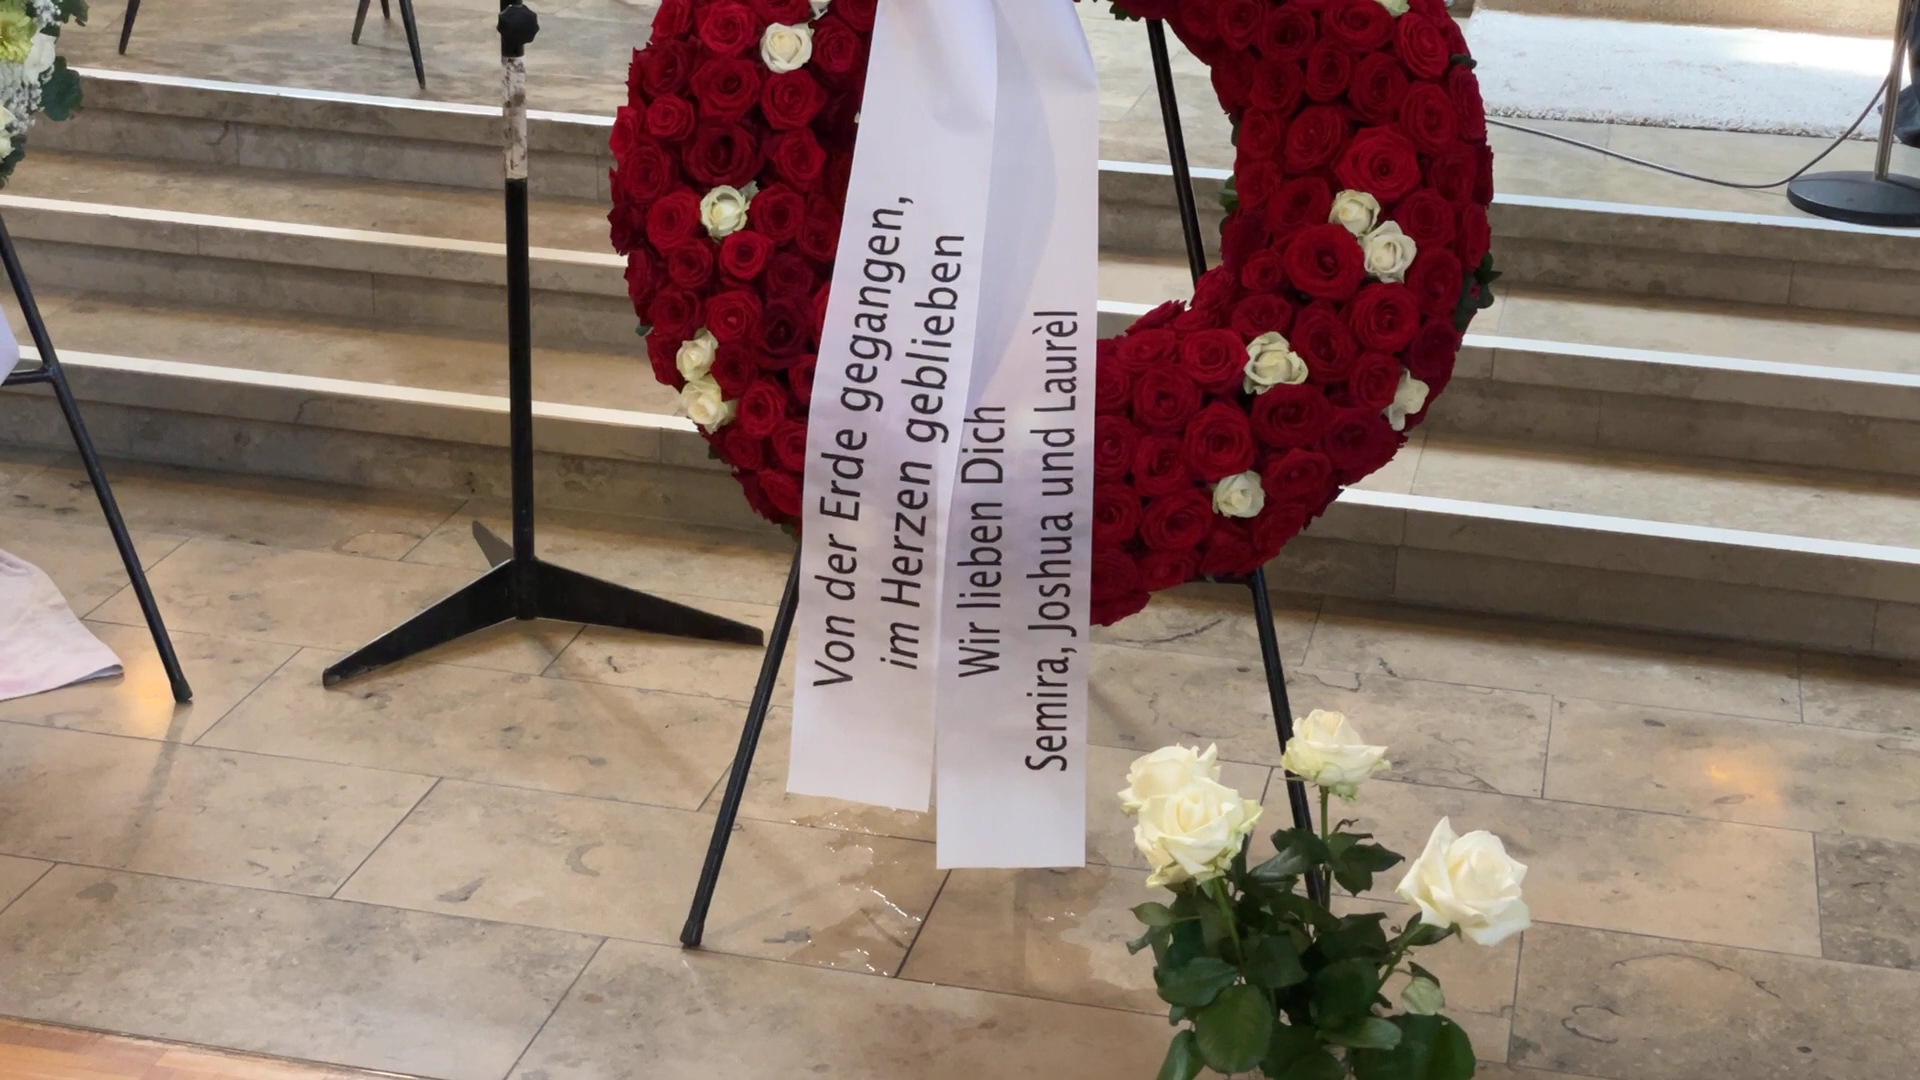 Von der Erde gegangen,
im Herzen geblieben
Wir lieben Dich
Semira, Joshua und Laurèl